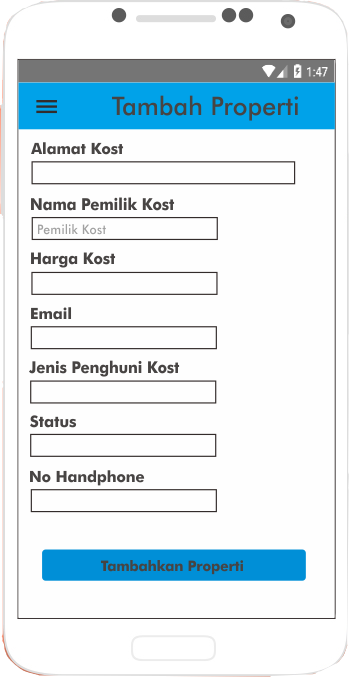 1:47
Tambah Properti
Alamat Kost
Nama Pemilik Kost
Pemilik Kost
Harga Kost
Email
Jenis Penghuni Kost
Status
No Handphone
Tambahkan Properti